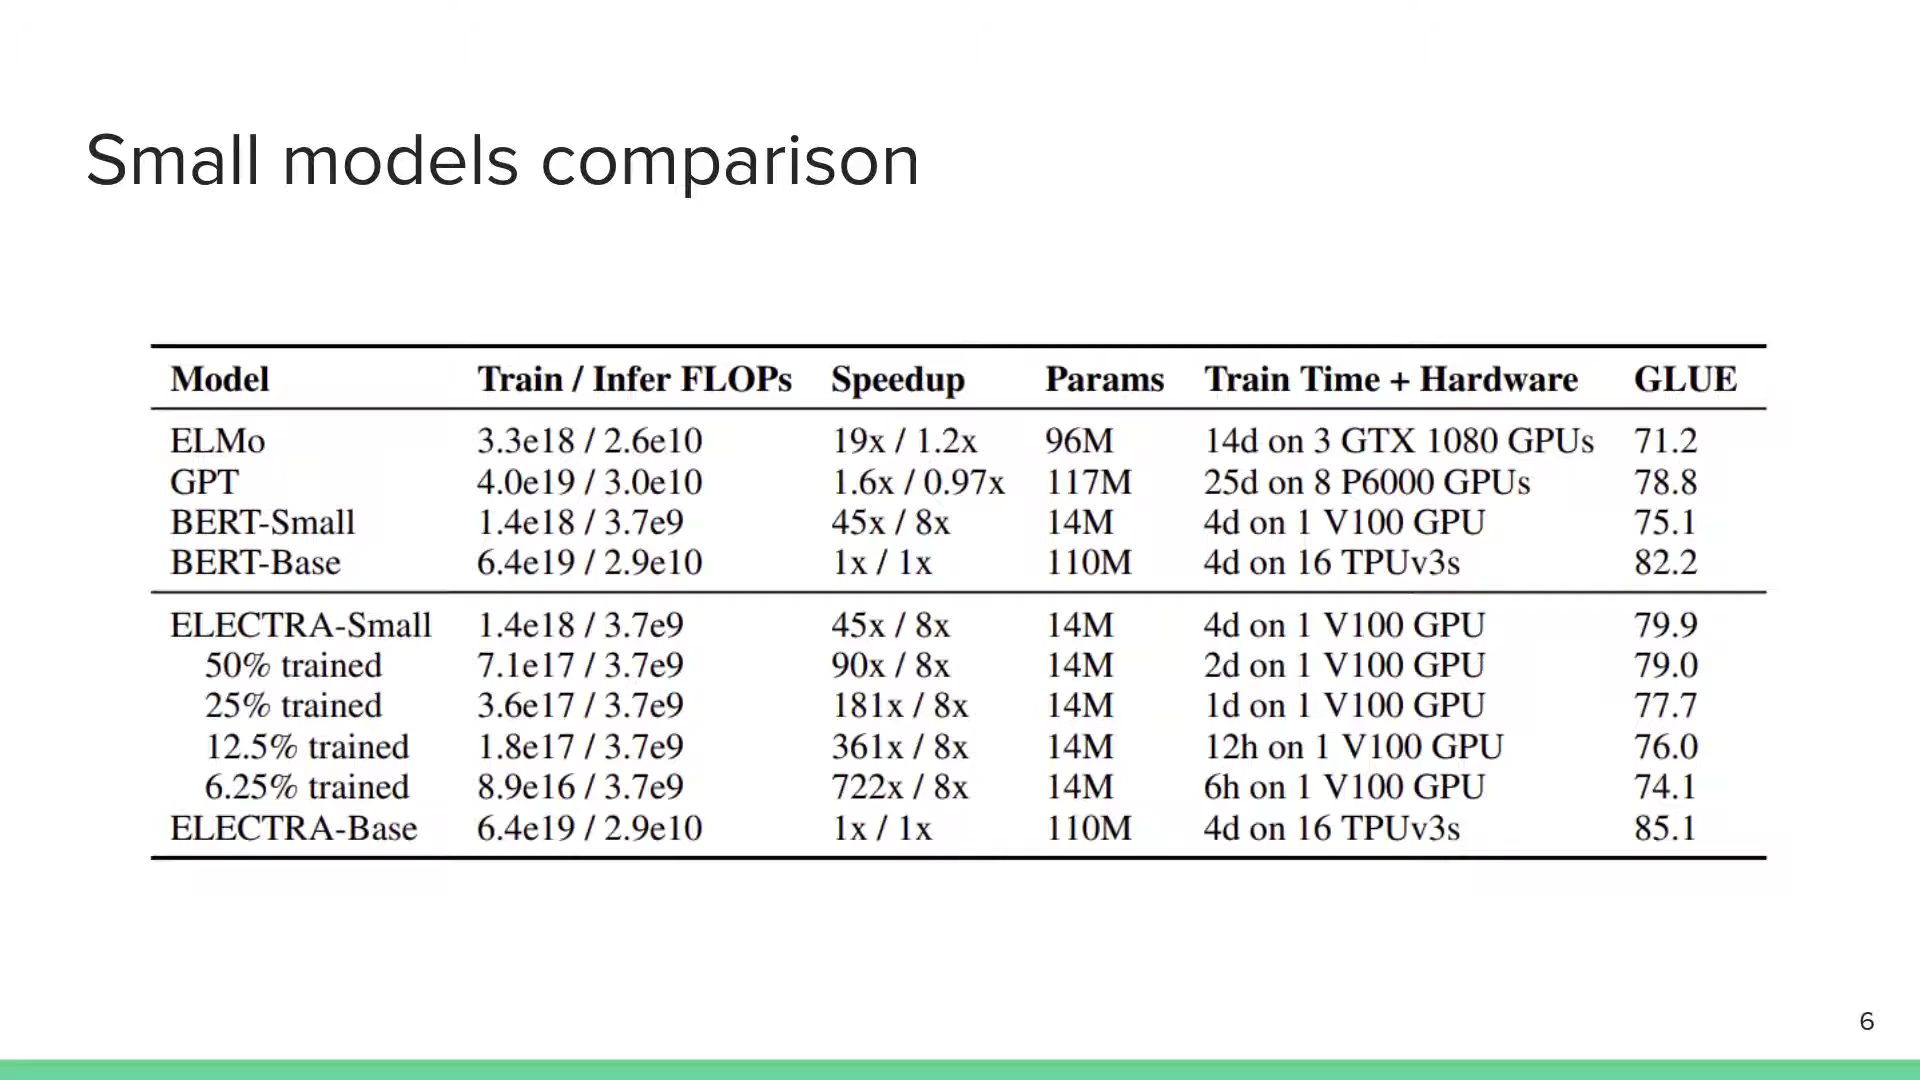 Small models comparison
Model Train / Infer FLOPs Speedup Params Train Time + Hardware GLUE
ELMo 3.3e18 / 2.6e10 19x / 1.2x 96M 14d on 3 GTX 1080 GPUs 71.2
GPT 4.0e19 / 3.0e10 1.6x / 0.97x 117M 25d on 8 P6000 GPUs 78.8
BERT-Small 1.4e18 / 3.7e9 45x / 8x 14M 4d on 1 V100 GPU 75.1
BERT-Base 6.4e19 / 2.9e10 1x / 1x 110M 4d on 16 TPUv3s 82.2
ELECTRA-Small 1.4e18 / 3.7e9 45x / 8x 14M 4d on 1 V100 GPU 79.9
50% trained 7.1e17 / 3.7e9 90x / 8x 14M 2d on 1 V100 GPU 79.0
25% trained 3.6e17 / 3.7e9 181x / 8x 14M 1d on 1 V100 GPU 77.7
12.5% trained 1.8e17 / 3.7e9 361x / 8x 14M 12h on 1 V100 GPU 76.0
6.25% trained 8.9e16 / 3.7e9 722x / 8x 14M 6h on 1 V100 GPU 74.1
ELECTRA-Base 6.4e19 / 2.9e10 1x / 1x 110M 4d on 16 TPUv3s 85.1
6